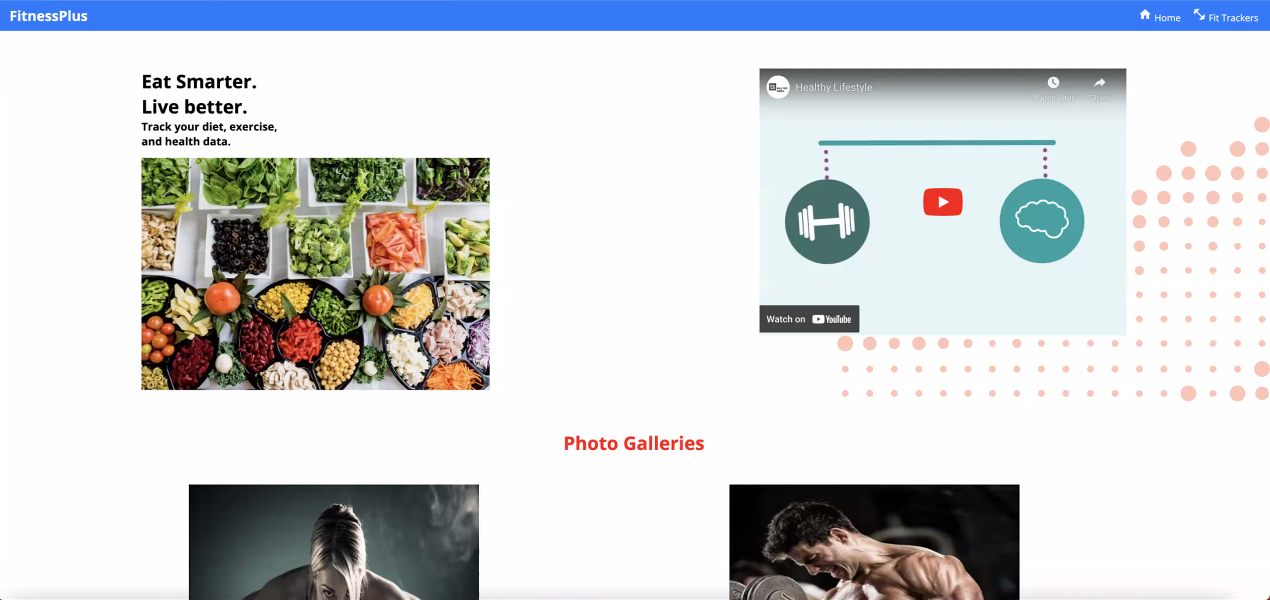 FitnessPlus
Home
Fit Trackers
Eat Smarter.
Live better.
Track your diet, exercise,
and health data.
Healthy Lifestyle
Watch later
Share
Watch on YouTube
Photo Galleries